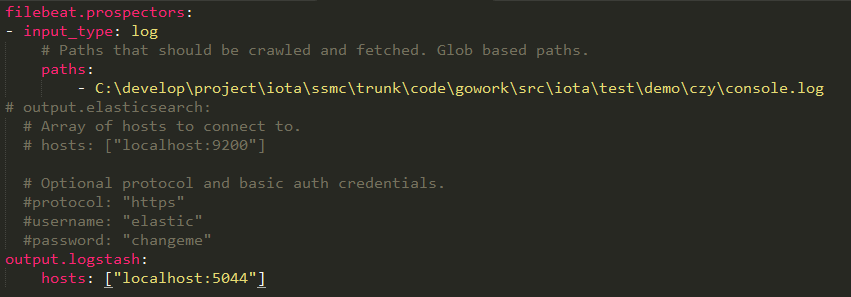 filebeat.prospectors:
- input_type: log
    # Paths that should be crawled and fetched. Glob based paths.
    paths:
        - C:\develop\project\iota\ssmc\trunk\code\gowork\src\iota\test\demo\czy\console.log
# output.elasticsearch:
  # Array of hosts to connect to.
  # hosts: ["localhost:9200"]

  # Optional protocol and basic auth credentials.
  #protocol: "https"
  #username: "elastic"
  #password: "changeme"
output.logstash:
    hosts: ["localhost:5044"]